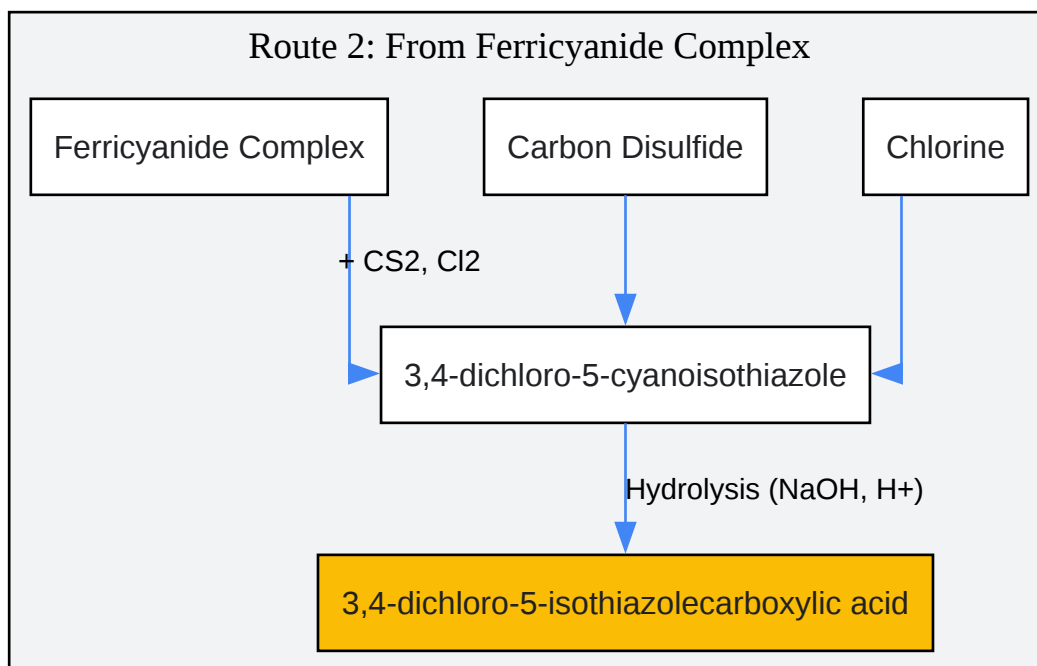 Route 2: From Ferricyanide Complex
Ferricyanide Complex
Carbon Disulfide
Chlorine
+ CS2, Cl2
3,4-dichloro-5-cyanoisothiazole
Hydrolysis (NaOH, H+)
3,4-dichloro-5-isothiazolecarboxylic acid